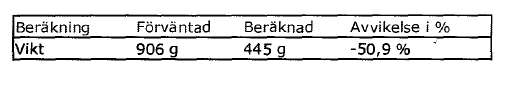 Beräkning Förväntad Beräknad Avvikelse i %
Vikt 906 g 445 g -50,9 %